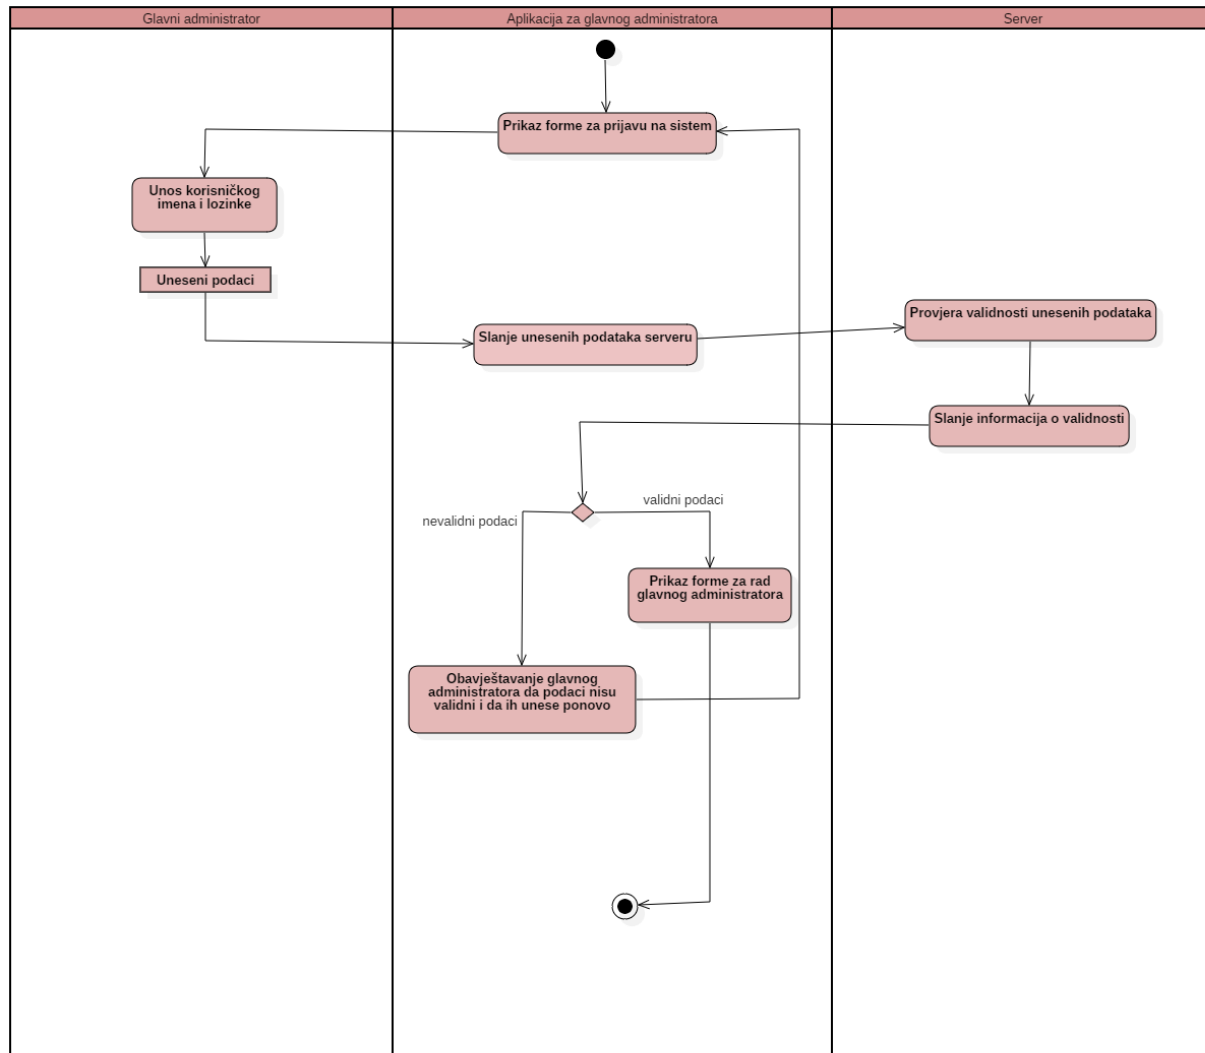 Glavni administrator
Aplikacija za glavnog administratora
Server
Prikaz forme za prijavu na sistem
Unos korisničkog
imena i lozinke
Uneseni podaci
Slanje unesenih podataka serveru
Provjera validnosti unesenih podataka
Slanje informacija o validnosti
validni podaci
nevalidni podaci
Prikaz forme za rad
glavnog administratora
Obavještavanje glavnog
administratora da podaci nisu
validni i da ih unese ponovo